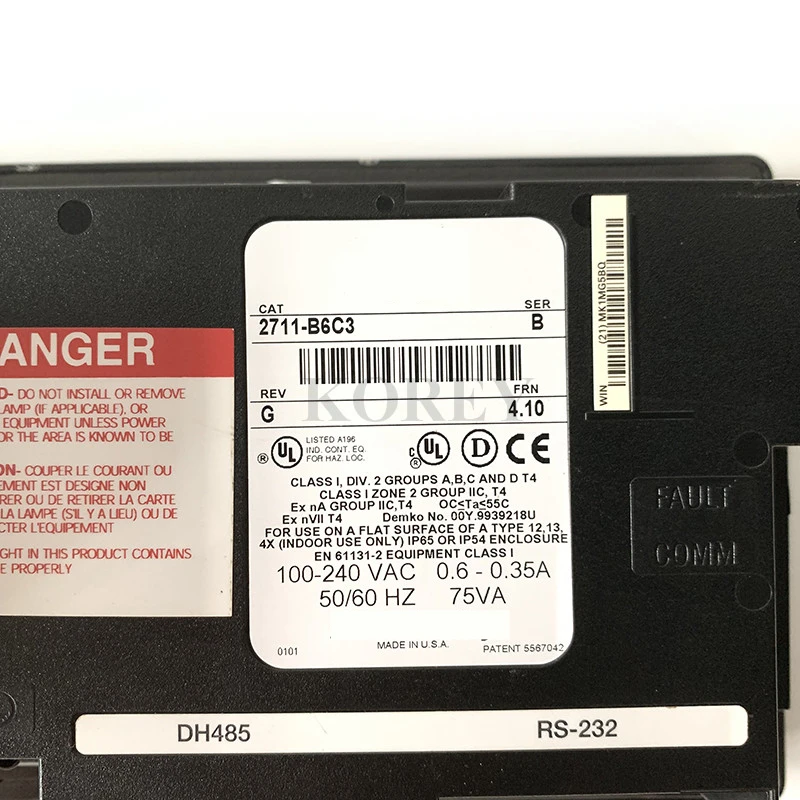 ANGER
D- DO NOT INSTALL OR REMOVE
LAMP (IF APPLICABLE), OR
EQUIPMENT UNLESS POWER
OR THE AREA IS KNOWN TO BE
ON- COUPER LE COURANT OU
EMENT EST DESIGNE NON
RER OU DE RETIRER LA CARTE
LA LAMPE (S'IL Y A LIEU) OU DE
CTER L'EQUIPEMENT
GHT IN THIS PRODUCT CONTAINS
E PROPERLY
CAT SER
2711-B6C3 B
REV FRN
G 4.10
KOREY
® UL LISTED A196
IND. CONT. EQ.
FOR HAZ. LOC.
c UL ® D CE
CLASS I, DIV. 2 GROUPS A,B,C AND D T4
CLASS I ZONE 2 GROUP IIC, T4
Ex nA GROUP IIC,T4 OC≤Ta≤55C
Ex nVII T4 Demko No. 00Y.9939218U
FOR USE ON A FLAT SURFACE OF A TYPE 12,13,
4X (INDOOR USE ONLY) IP65 OR IP54 ENCLOSURE
EN 61131-2 EQUIPMENT CLASS I
100-240 VAC 0.6 - 0.35A
50/60 HZ 75VA
0101 MADE IN U.S.A. PATENT 5567042
WIN (21) MK1MG5BQ
FAULT
COMM
DH485 RS-232